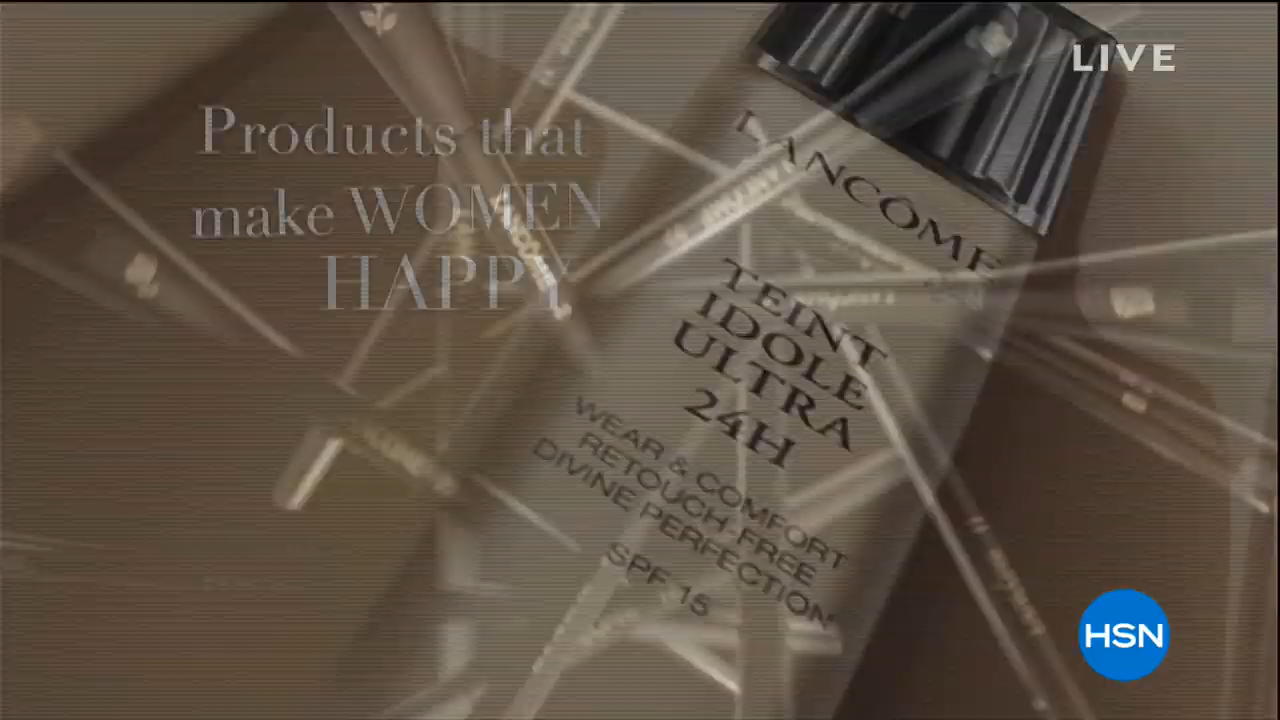 LIVE
Products that
make WOMEN
HAPPY
LANCÔME
TEINT
IDOLE
ULTRA
24H
WEAR & COMFORT
RETOUCH-FREE
DIVINE PERFECTION
SPF 15
HSN